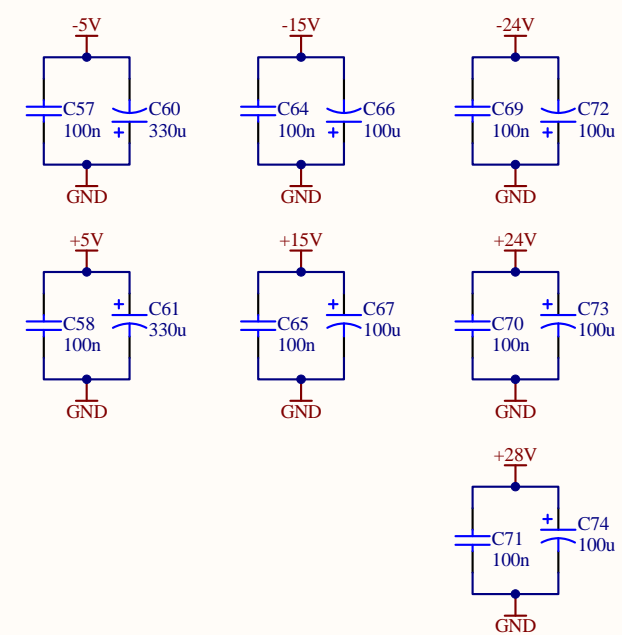 -5V
-15V
-24V
C57
100n
C60
330u
C64
100n
C66
100u
C69
100n
C72
100u
+
+
+
GND
GND
GND
+5V
+15V
+24V
+
+
+
C58
100n
C61
330u
C65
100n
C67
100u
C70
100n
C73
100u
GND
GND
GND
+28V
+
C71
100n
C74
100u
GND